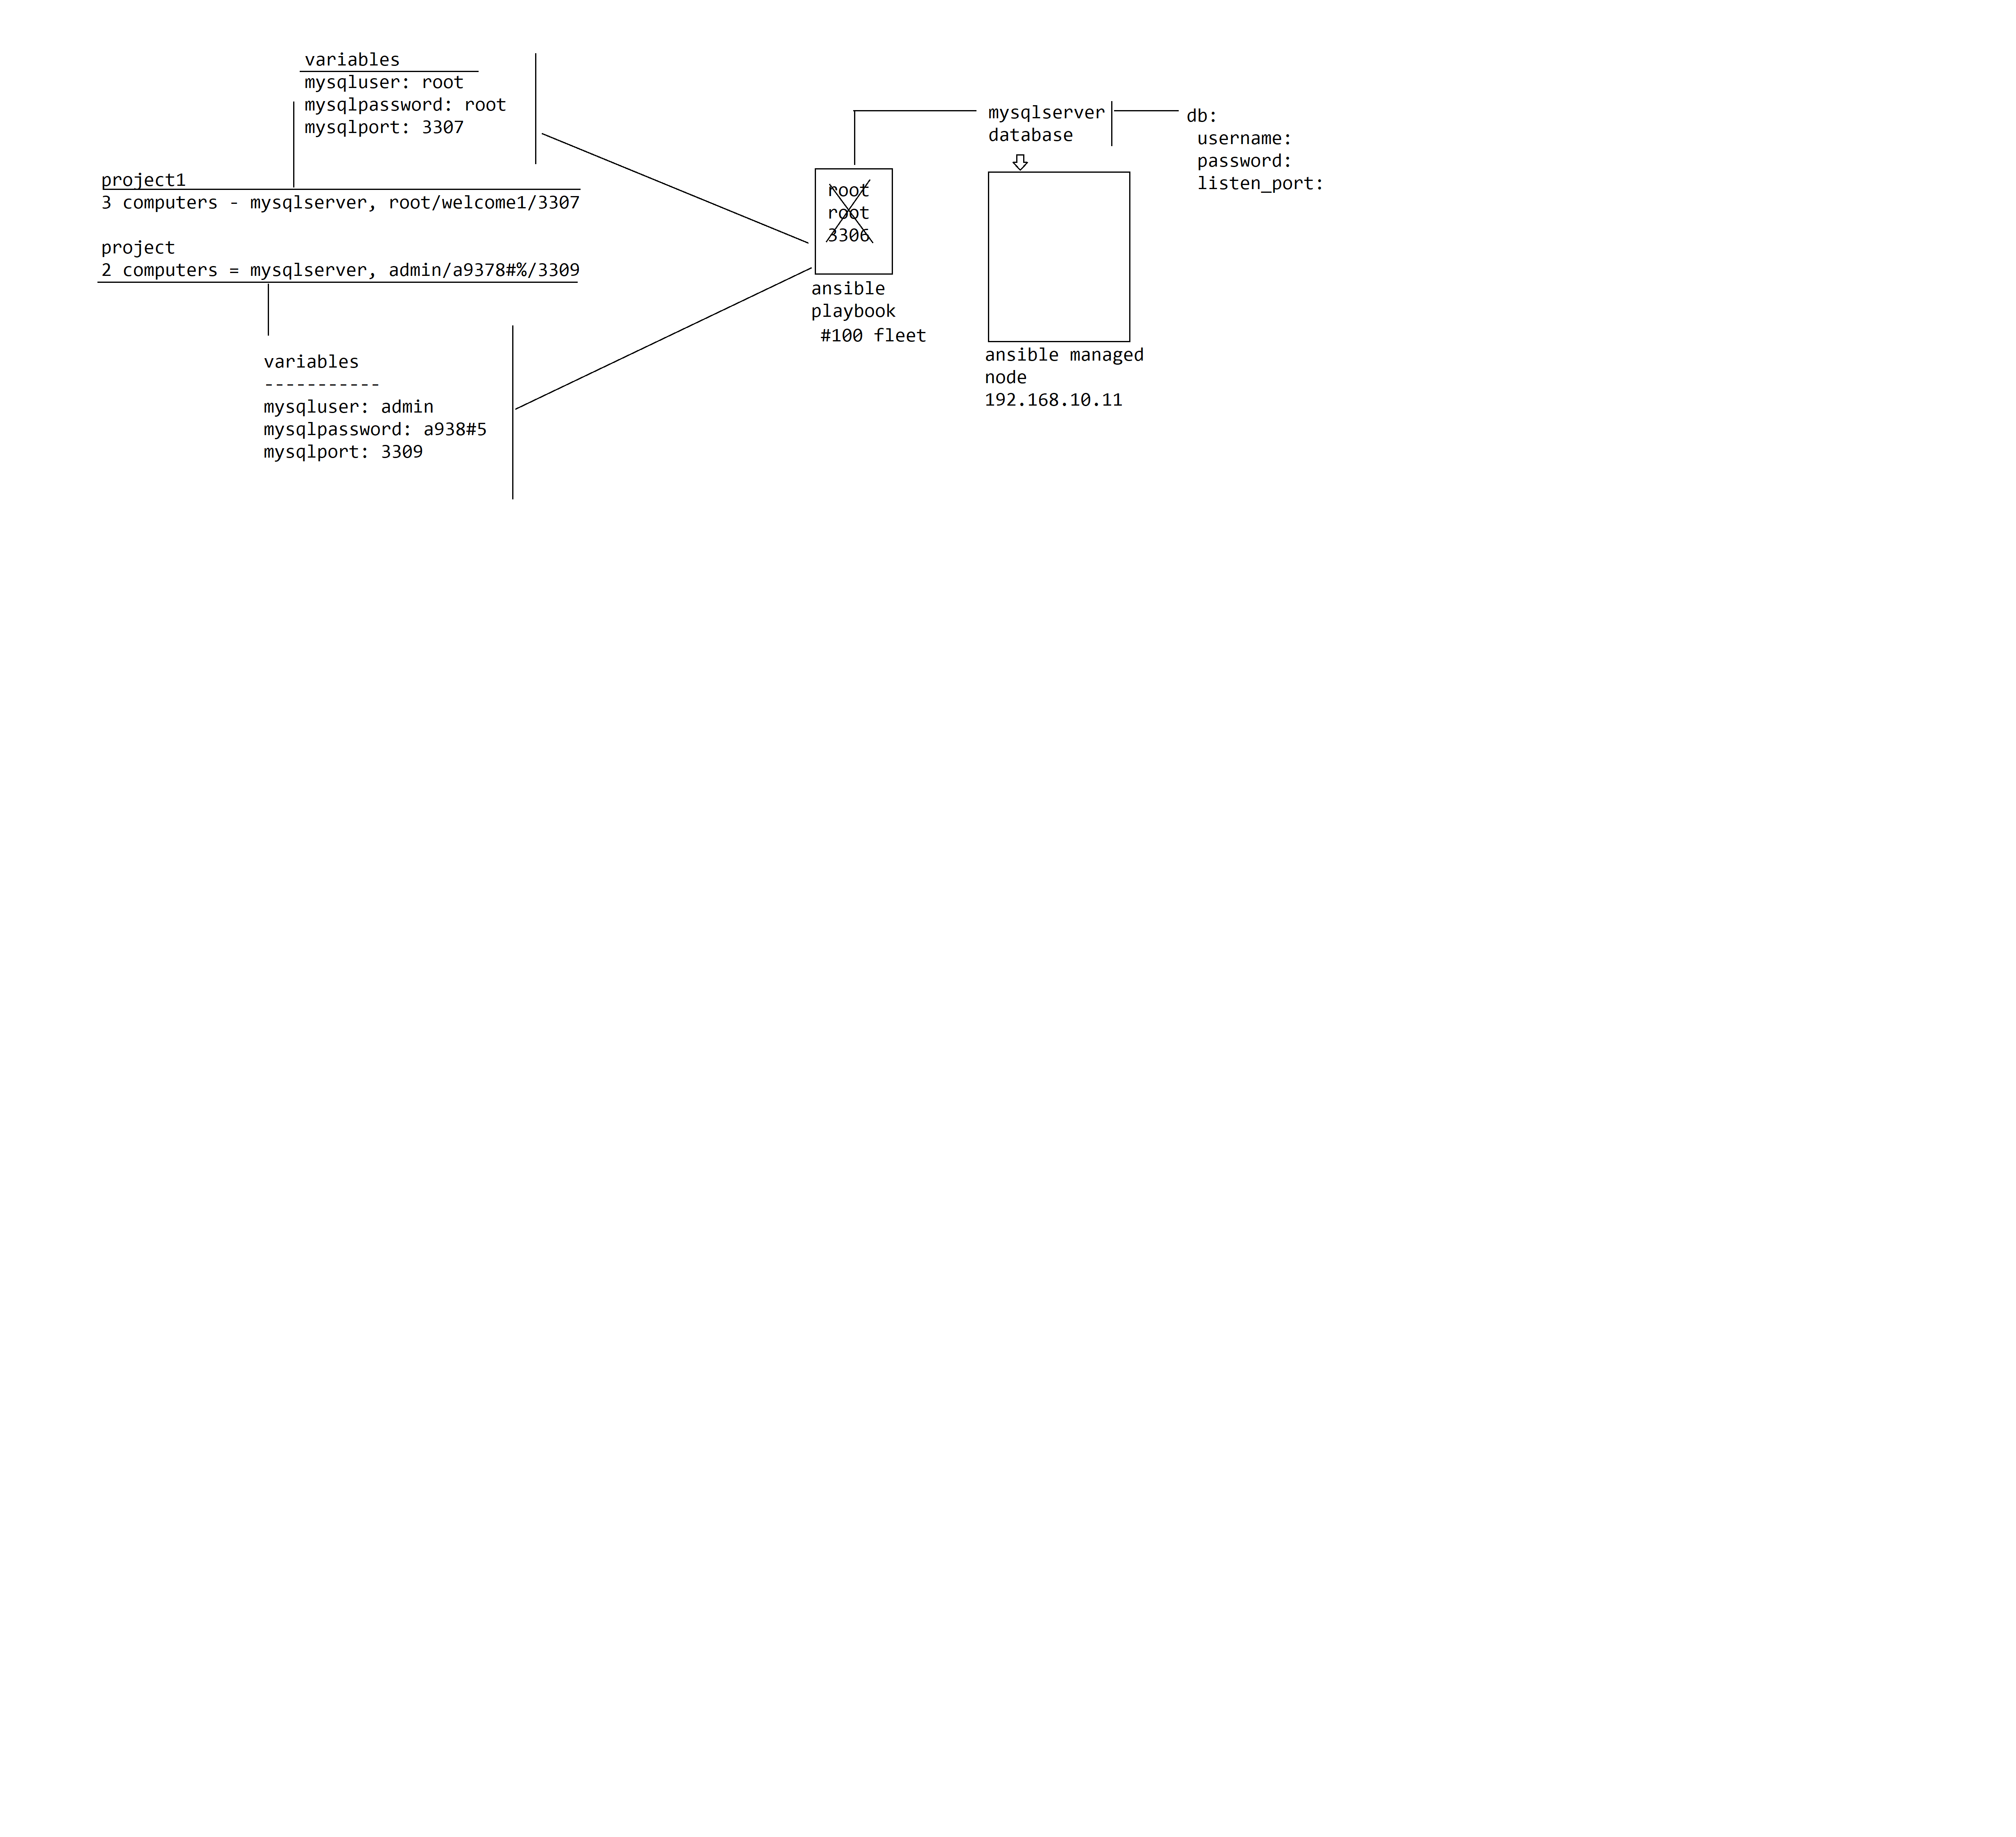 variables
mysqluser: root
mysqlpassword: root
mysqlport: 3307
project1
3 computers - mysqlserver, root/welcome1/3307
project
2 computers = mysqlserver, admin/a9378#%/3309
variables
-----------
mysqluser: admin
mysqlpassword: a938#5
mysqlport: 3309
root
root
3306
ansible
playbook
#100 fleet
mysqlserver
database
db:
username:
password:
listen_port:
ansible managed
node
192.168.10.11